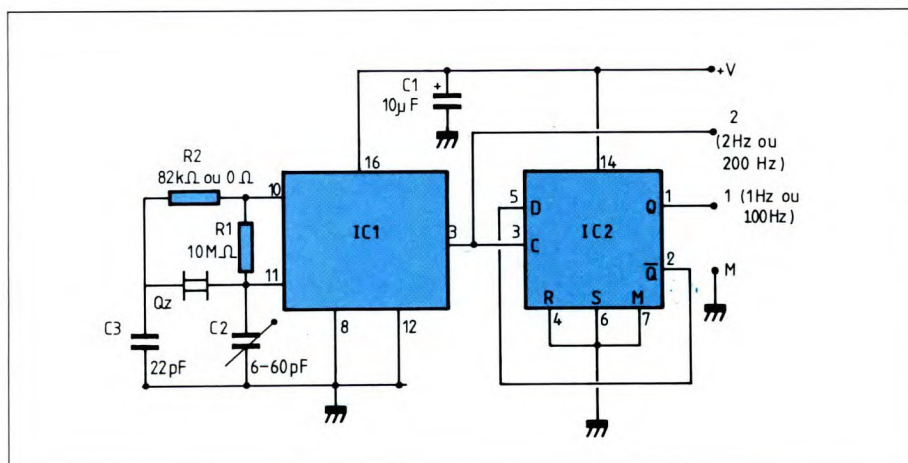 +V
C1
+
10µF
2
(2Hz ou
200 Hz)
R2
82kΩ ou 0Ω
16
14
10
5
D
Q
1
1 (1Hz ou
100Hz)
R1
10MΩ
IC1
3
3
C
IC2
Q
2
M
11
Qz
R
S
M
C3
C2
8
12
4
6
7
22pF
6-60pF